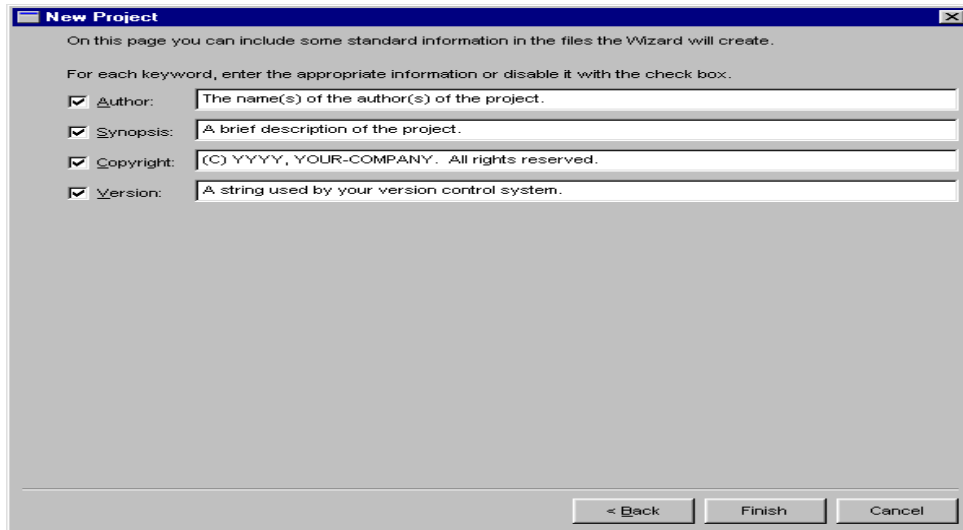 New Project
On this page you can include some standard information in the files the Wizard will create.
For each keyword, enter the appropriate information or disable it with the check box.
Author: The name(s) of the author(s) of the project.
Synopsis: A brief description of the project.
Copyright: (C) YYYY, YOUR-COMPANY.  All rights reserved.
Version: A string used by your version control system.
< Back Finish Cancel